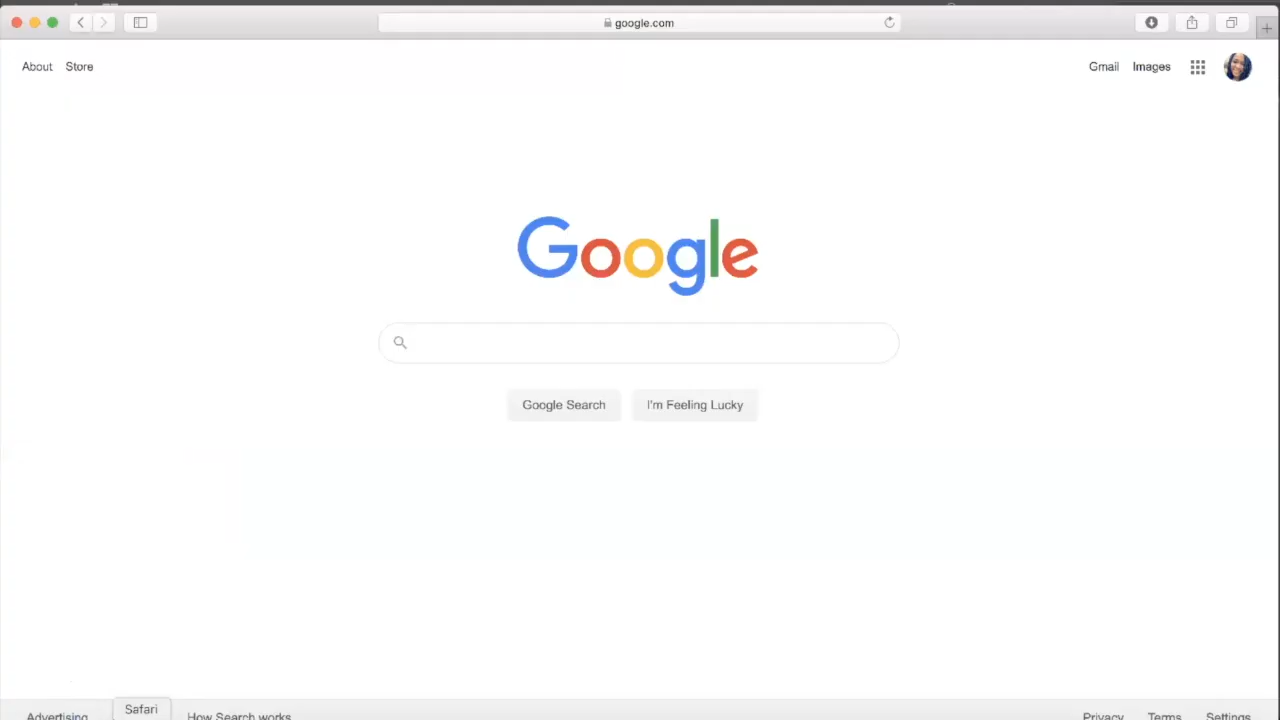 google.com
About Store
Gmail Images
Google
Google Search
I'm Feeling Lucky
Advertising
Safari
How Search works
Privacy Terms Settings